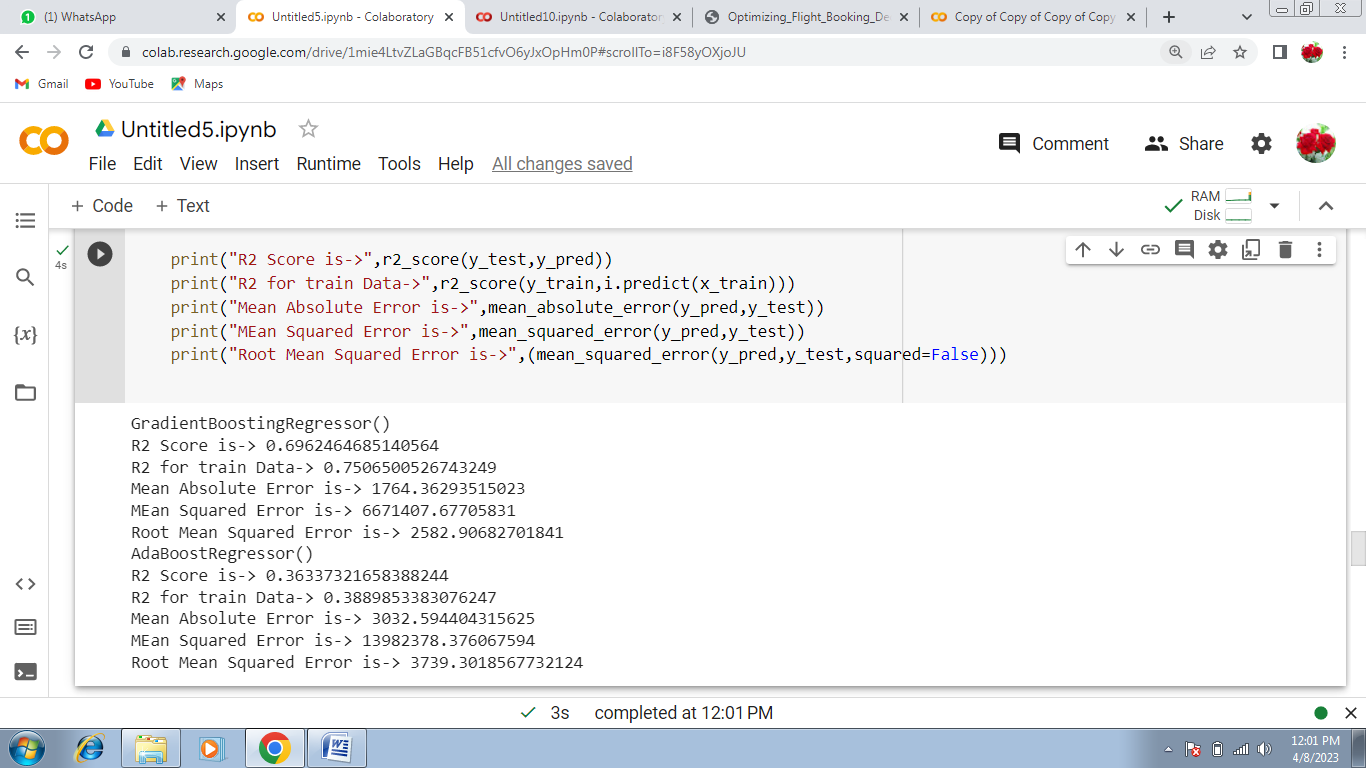 (1) WhatsApp
Untitled5.ipynb - Colaboratory
Untitled10.ipynb - Colaborator
Optimizing_Flight_Booking_De
Copy of Copy of Copy of Copy
colab.research.google.com/drive/1mie4LtvZLaGBqcFB51cfvO6yJxOpHm0P#scrollTo=i8F58yOXjoJU
Gmail YouTube Maps
Untitled5.ipynb
Comment Share
File Edit View Insert Runtime Tools Help All changes saved
+ Code + Text
RAM
Disk
4s
print("R2 Score is->",r2_score(y_test,y_pred))
print("R2 for train Data->",r2_score(y_train,i.predict(x_train)))
print("Mean Absolute Error is->",mean_absolute_error(y_pred,y_test))
print("MEan Squared Error is->",mean_squared_error(y_pred,y_test))
print("Root Mean Squared Error is->",(mean_squared_error(y_pred,y_test,squared=False)))
{x}
GradientBoostingRegressor()
R2 Score is-> 0.6962464685140564
R2 for train Data-> 0.7506500526743249
Mean Absolute Error is-> 1764.36293515023
MEan Squared Error is-> 6671407.67705831
Root Mean Squared Error is-> 2582.90682701841
AdaBoostRegressor()
R2 Score is-> 0.36337321658388244
R2 for train Data-> 0.3889853383076247
Mean Absolute Error is-> 3032.594404315625
MEan Squared Error is-> 13982378.376067594
Root Mean Squared Error is-> 3739.3018567732124
3s completed at 12:01 PM
12:01 PM
4/8/2023